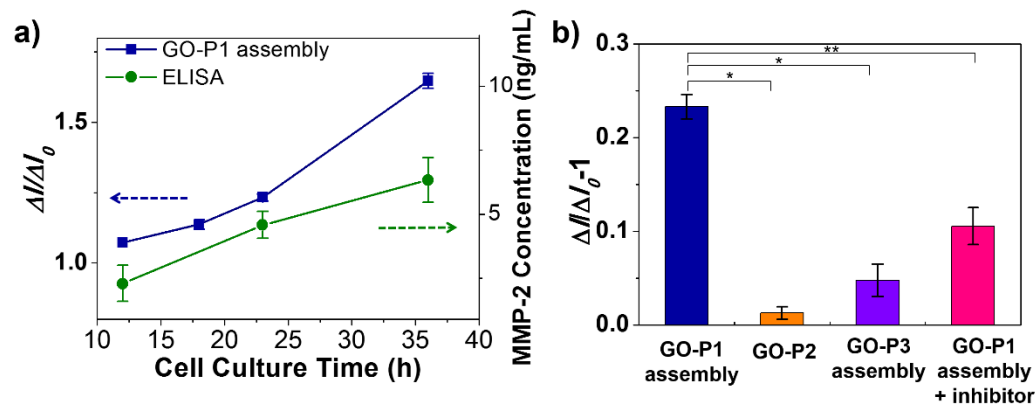 a)
GO-P1 assembly
ELISA
ΔI/ΔI0
1.5
1.0
10
5
MMP-2 Concentration (ng/mL)
10 15 20 25 30 35 40
Cell Culture Time (h)
b)
ΔI/ΔI0-1
0.3
0.2
0.1
0.0
**
*
*
GO-P1
assembly
GO-P2
GO-P3
assembly
GO-P1
assembly
+ inhibitor